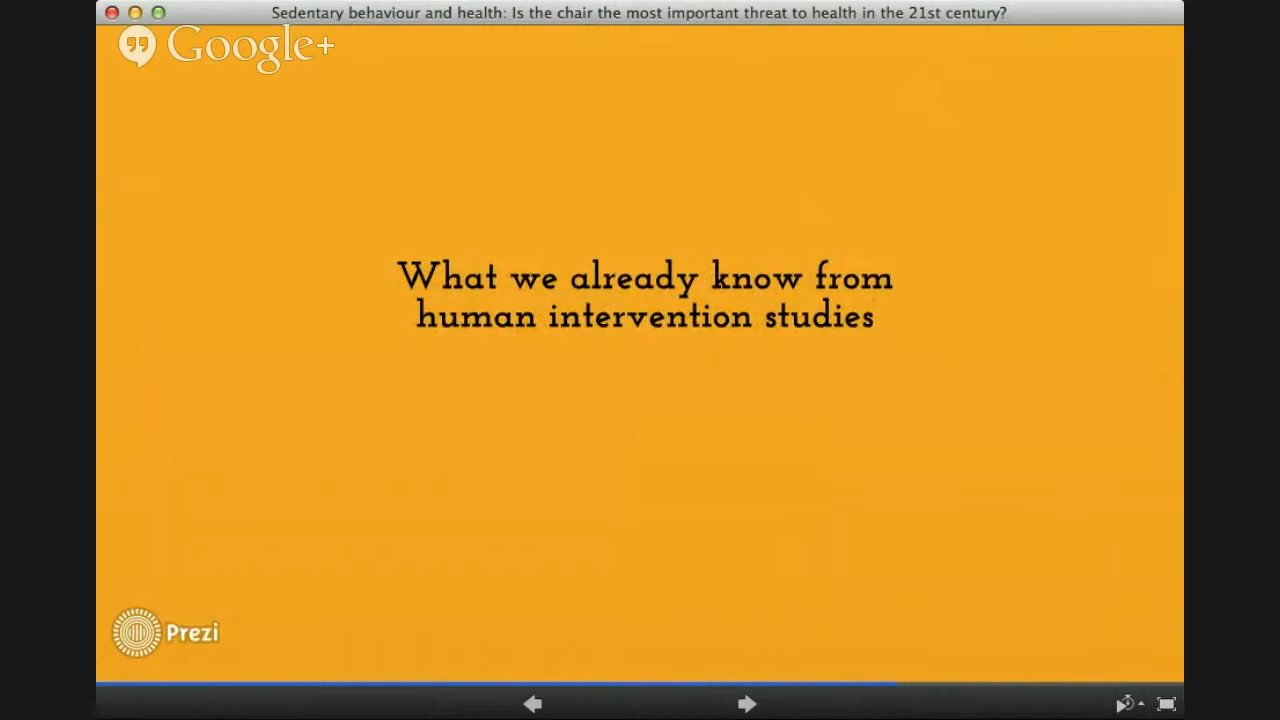 Sedentary behaviour and health: Is the chair the most important threat to health in the 21st century?
Google+
What we already know from
human intervention studies
Prezi